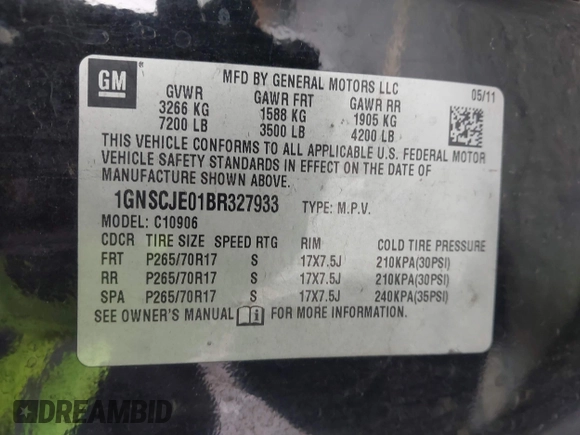 GM
MFD BY GENERAL MOTORS LLC
05/11
GVWR GAWR FRT GAWR RR
3266 KG 1588 KG 1905 KG
7200 LB 3500 LB 4200 LB
THIS VEHICLE CONFORMS TO ALL APPLICABLE U.S. FEDERAL MOTOR
VEHICLE SAFETY STANDARDS IN EFFECT ON THE DATE OF
MANUFACTURE SHOWN ABOVE.
1GNSCJE01BR327933 TYPE: M.P.V.
MODEL: C10906
CDCR TIRE SIZE SPEED RTG RIM COLD TIRE PRESSURE
FRT P265/70R17 S 17X7.5J 210KPA(30PSI)
RR P265/70R17 S 17X7.5J 210KPA(30PSI)
SPA P265/70R17 S 17X7.5J 240KPA(35PSI)
SEE OWNER'S MANUAL FOR MORE INFORMATION.
DREAMBID